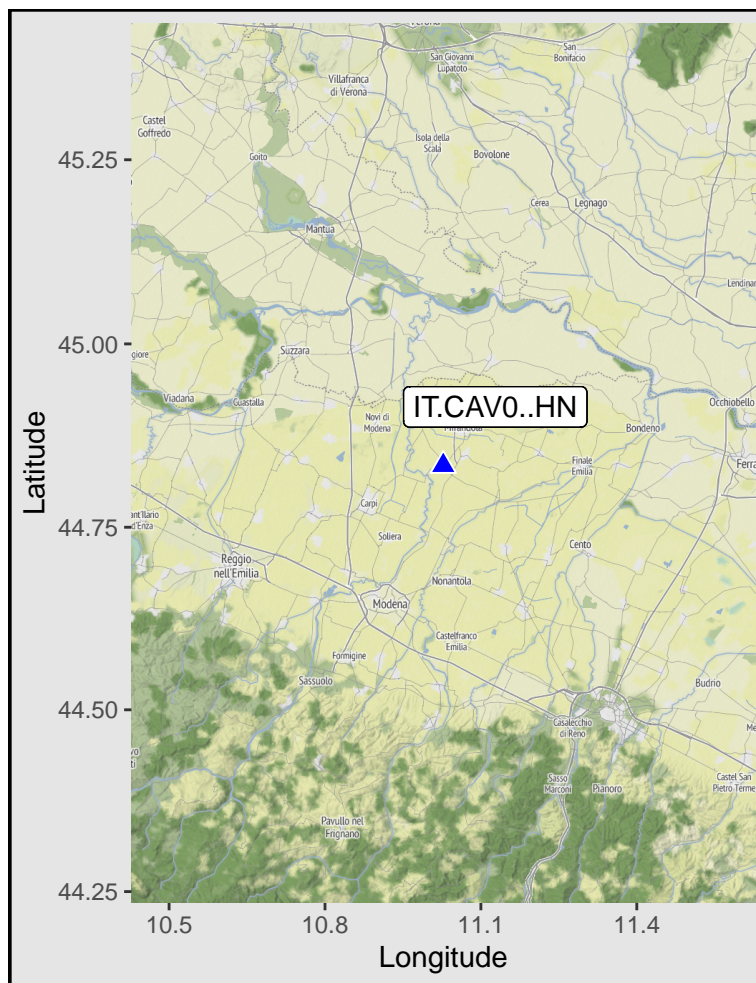 San Giovanni
Lupatoto
San
Bonifacio
Villafranca
di Verona
Castel
Goffredo
Isola della
Scala
Bovolone
45.25
Goito
Cerea
Legnago
Mantua
Lendinar
45.00
Suzzara
Viadana
Guastalla
IT.CAV0..HN
Occhiobello
Novi di
Modena
Mirandola
Bondeno
Ferra
Finale
Emilia
Latitude
Carpi
44.75
Soliera
Cento
Reggio
nell'Emilia
Nonantola
Modena
Castelfranco
Emilia
Formigine
Sassuolo
Budrio
44.50
Casalecchio
di Reno
Sasso
Marconi
Pianoro
Castel San
Pietro Terme
Pavullo nel
Frignano
44.25
10.5 10.8 11.1 11.4
Longitude